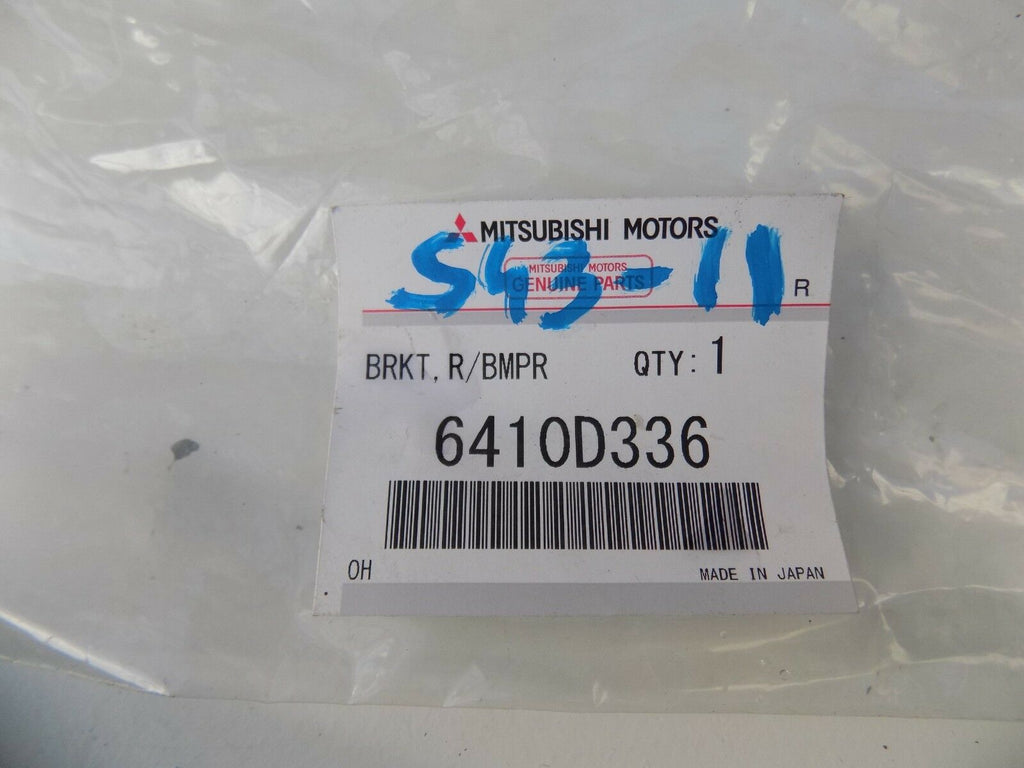 MITSUBISHI MOTORS
S43-11
MITSUBISHI MOTORS
GENUINE PARTS
R
BRKT, R/BMPR QTY: 1
6410D336
OH MADE IN JAPAN